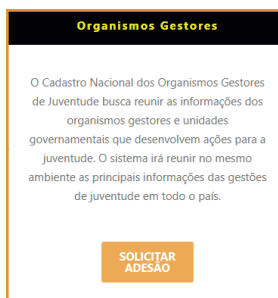 Organismos Gestores
O Cadastro Nacional dos Organismos Gestores
de Juventude busca reunir as informações dos
organismos gestores e unidades
governamentais que desenvolvem ações para a
juventude. O sistema irá reunir no mesmo
ambiente as principais informações das gestões
de juventude em todo o país.
SOLICITAR
ADESÃO